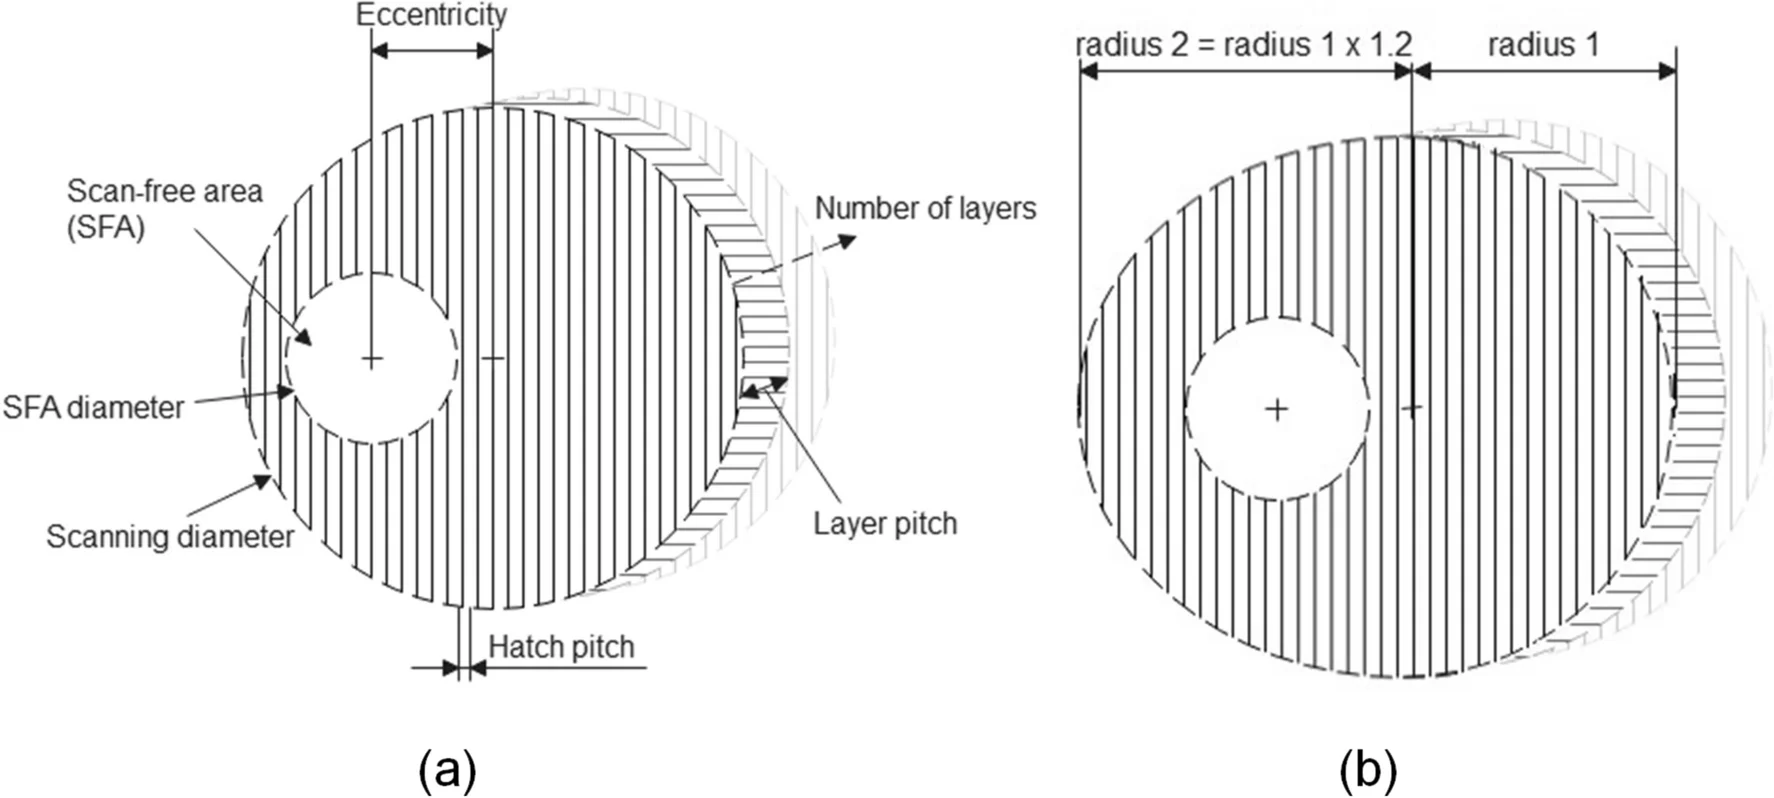 Eccentricity
Scan-free area
(SFA)
Number of layers
SFA diameter
Layer pitch
Scanning diameter
Hatch pitch
(a)
radius 2 = radius 1 x 1.2
radius 1
(b)